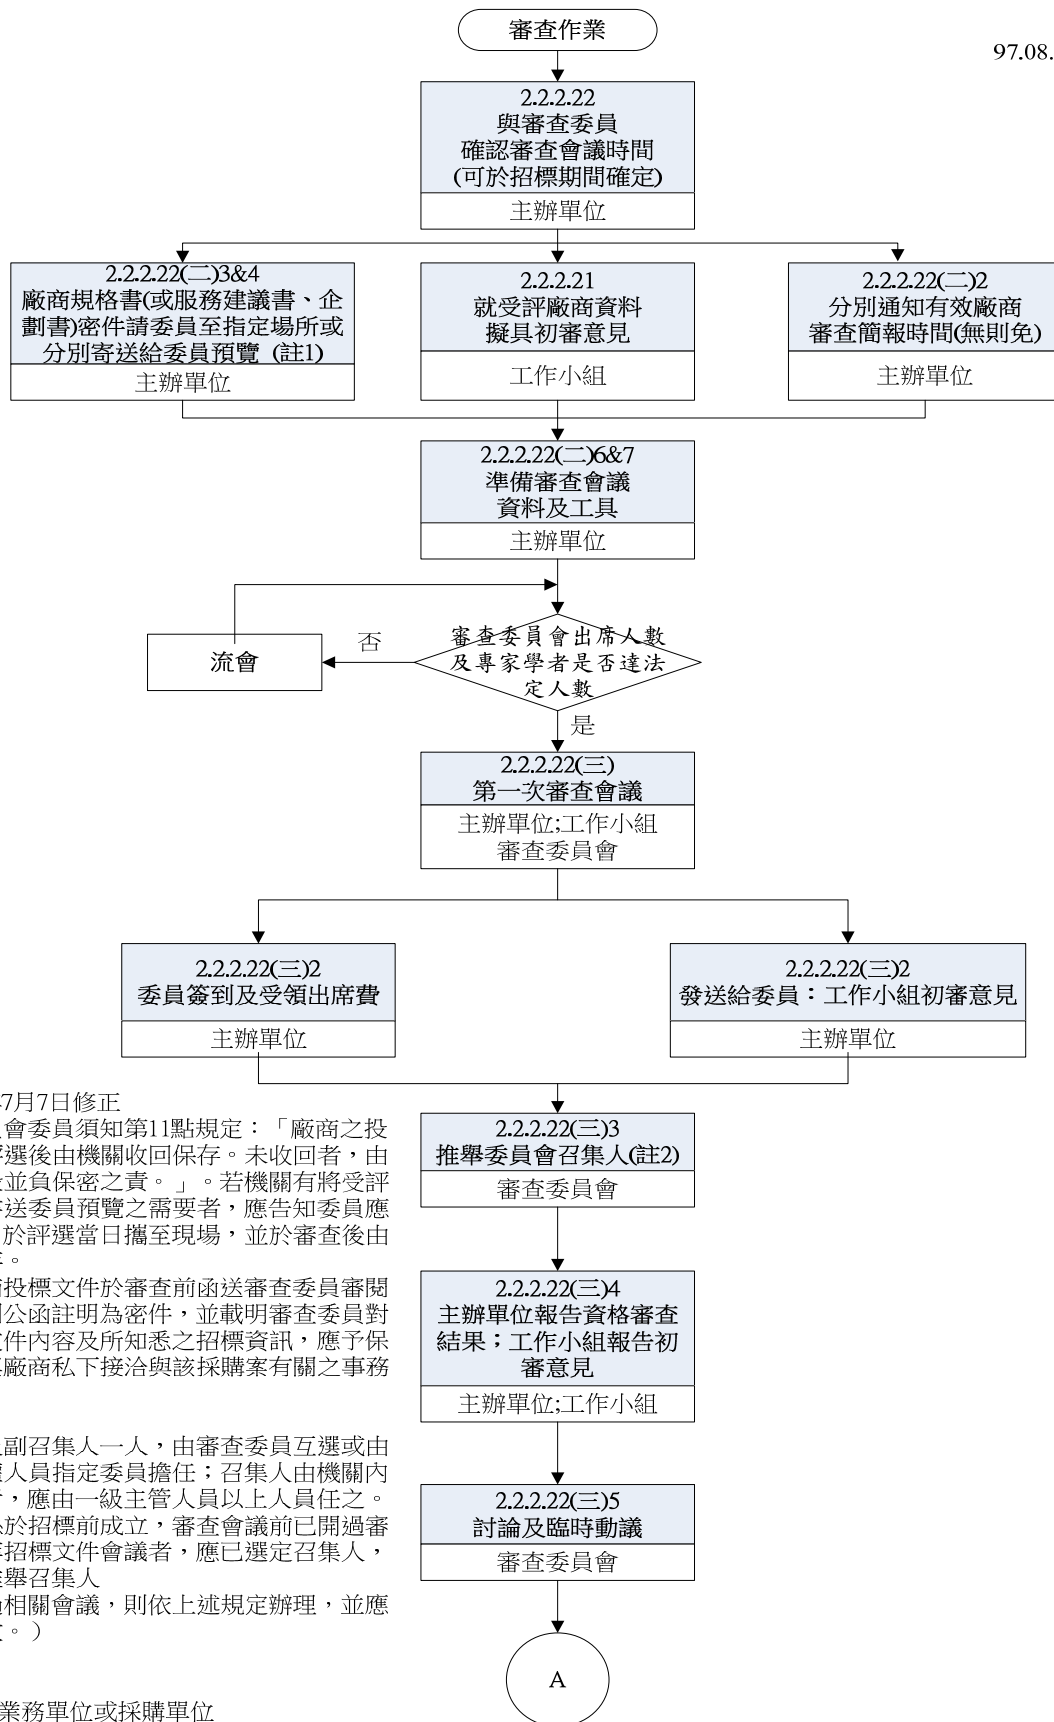 審查作業
97.08.
2.2.2.22
與審查委員
確認審查會議時間
(可於招標期間確定)
主辦單位
2.2.2.22(二)3&4
廠商規格書(或服務建議書、企
劃書)密件請委員至指定場所或
分別寄送給委員預覽 (註1)
主辦單位
2.2.2.21
就受評廠商資料
擬具初審意見
工作小組
2.2.2.22(二)2
分別通知有效廠商
審查簡報時間(無則免)
主辦單位
2.2.2.22(二)6&7
準備審查會議
資料及工具
主辦單位
審查委員會出席人數
及專家學者是否達法
定人數
否
流會
是
2.2.2.22(三)
第一次審查會議
主辦單位;工作小組
審查委員會
2.2.2.22(三)2
委員簽到及受領出席費
主辦單位
2.2.2.22(三)2
發送給委員：工作小組初審意見
主辦單位
2.2.2.22(三)3
推舉委員會召集人(註2)
審查委員會
2.2.2.22(三)4
主辦單位報告資格審查
結果；工作小組報告初
審意見
主辦單位;工作小組
2.2.2.22(三)5
討論及臨時動議
審查委員會
A
7月7日修正
會委員須知第11點規定：「廠商之投
選後由機關收回保存。未收回者，由
並負保密之責。」。若機關有將受評
送委員預覽之需要者，應告知委員應
於評選當日攜至現場，並於審查後由
。
投標文件於審查前函送審查委員審閱
公函註明為密件，並載明審查委員對
件內容及所知悉之招標資訊，應予保
廠商私下接洽與該採購案有關之事務
副召集人一人，由審查委員互選或由
人員指定委員擔任；召集人由機關內
，應由一級主管人員以上人員任之。
於招標前成立，審查會議前已開過審
招標文件會議者，應已選定召集人，
舉召集人
相關會議，則依上述規定辦理，並應
。）
業務單位或採購單位